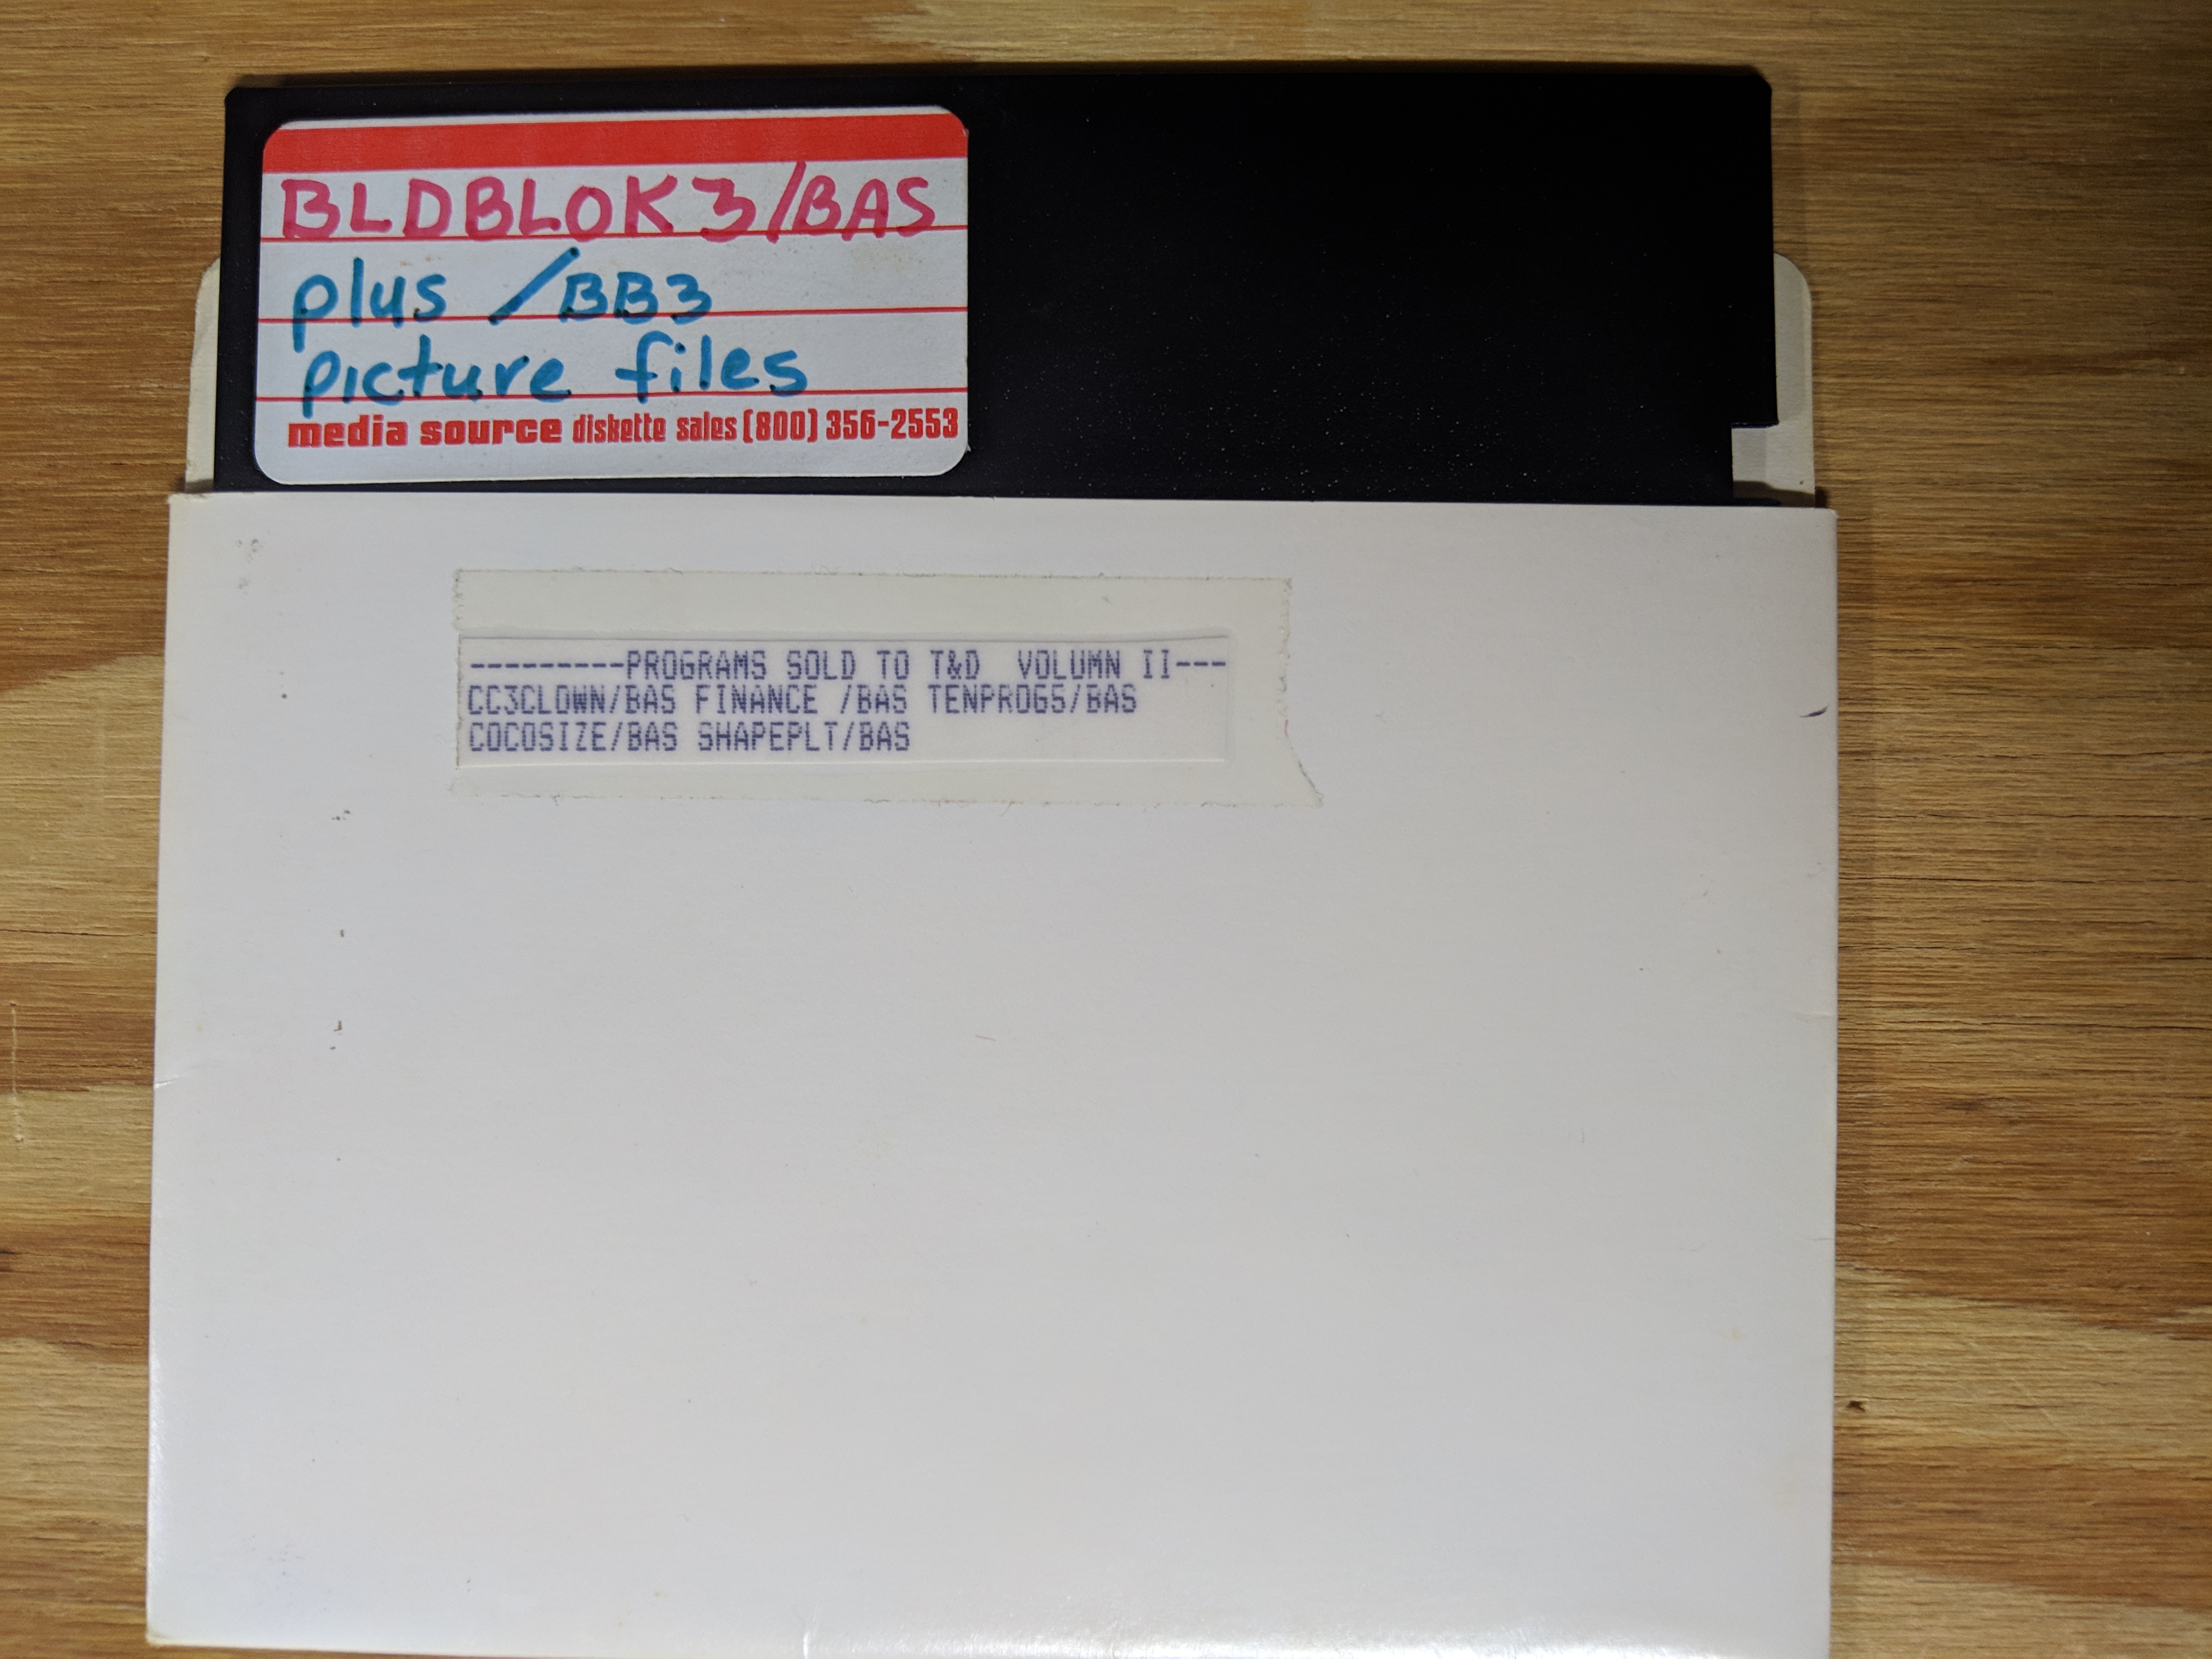 BLDBLOK3/BAS
plus /BB3
picture files
media source diskette sales (800) 356-2553
---------PROGRAMS SOLD TO T&D  VOLUMN II---
CC3CLOWN/BAS FINANCE /BAS TENPROGS/BAS
COCOSIZE/BAS SHAPEPLT/BAS